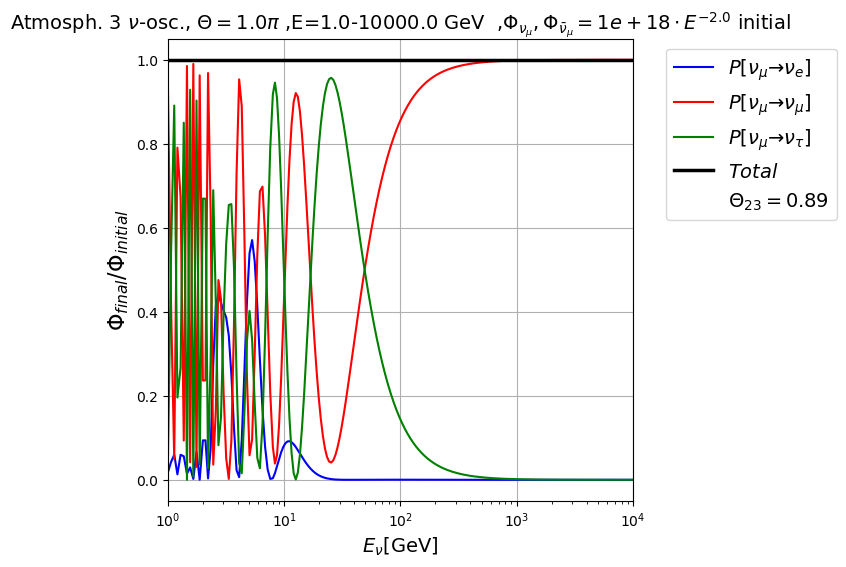 Atmosph. 3 ν-osc., Θ = 1.0π ,E=1.0-10000.0 GeV ,Φ_{ν_μ}, Φ_{ν̄_μ} = 1e + 18 · E^{−2.0} initial
P[ν_μ→ν_e]
P[ν_μ→ν_μ]
P[ν_μ→ν_τ]
Total
Θ_{23} = 0.89
Φ_{final}/Φ_{initial}
1.0
0.8
0.6
0.4
0.2
0.0
10^0 10^1 10^2 10^3 10^4
E_ν[GeV]